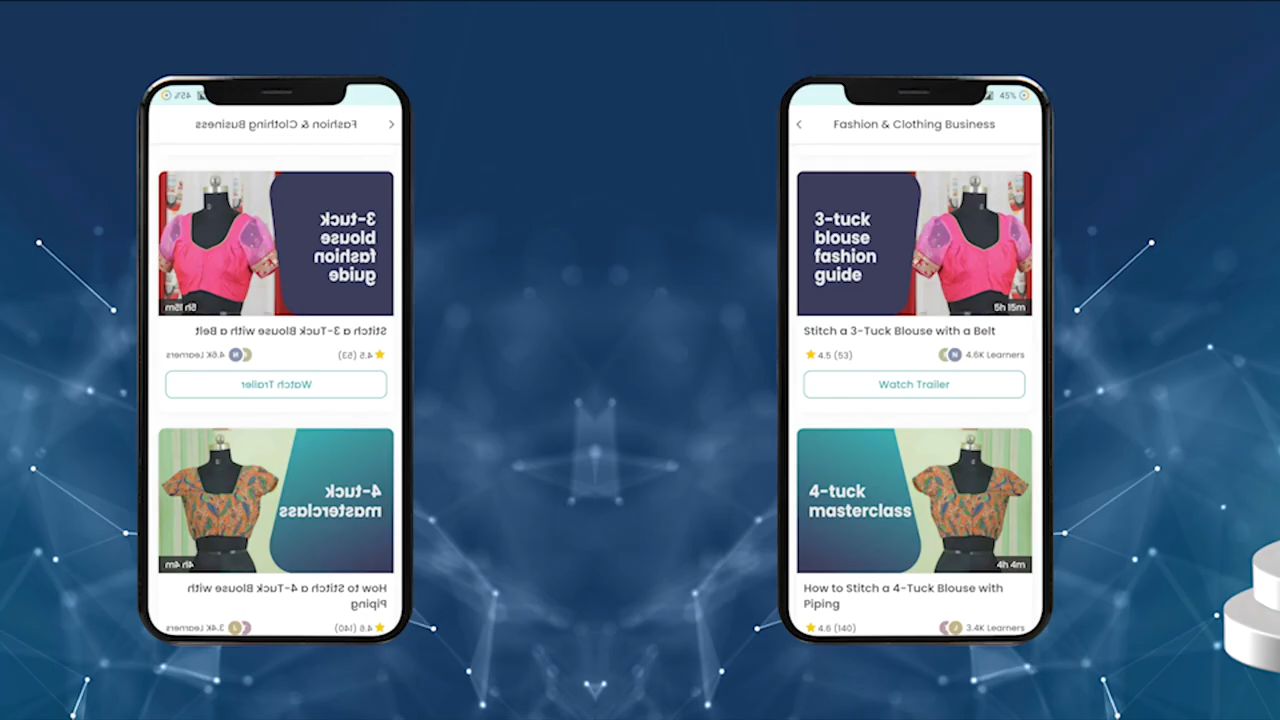 45%
Fashion & Clothing Business
3-tuck
blouse
fashion
guide
5h 15m
Stitch a 3-Tuck Blouse with a Belt
4.5 (53)
4.6K Learners
N
Watch Trailer
4-tuck
masterclass
4h 4m
How to Stitch a 4-Tuck Blouse with
Piping
4.6 (140)
3.4K Learners
45%
Fashion & Clothing Business
3-tuck
blouse
fashion
guide
5h 15m
Stitch a 3-Tuck Blouse with a Belt
4.5 (53)
N
4.6K Learners
Watch Trailer
4-tuck
masterclass
4h 4m
How to Stitch a 4-Tuck Blouse with
Piping
4.6 (140)
3.4K Learners